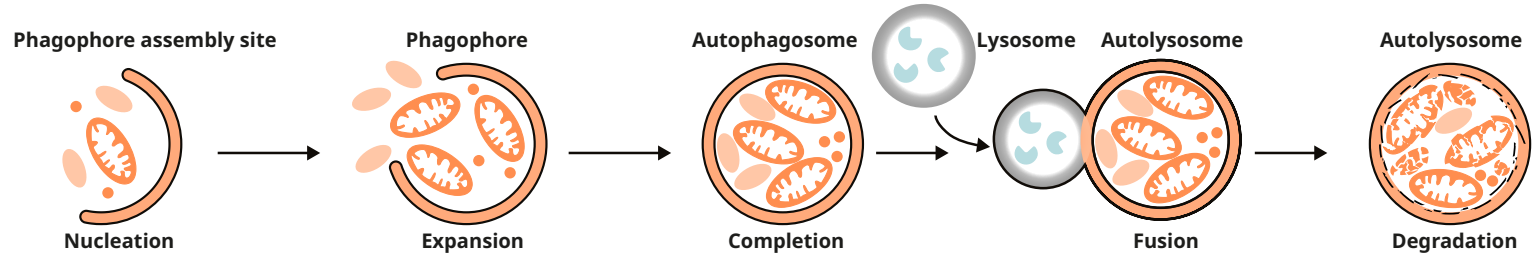 Phagophore assembly site
Phagophore
Autophagosome
Lysosome
Autolysosome
Autolysosome
Nucleation
Expansion
Completion
Fusion
Degradation